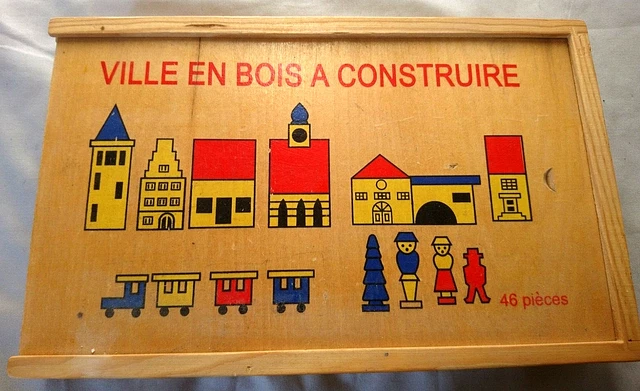 VILLE EN BOIS A CONSTRUIRE
46 pièces